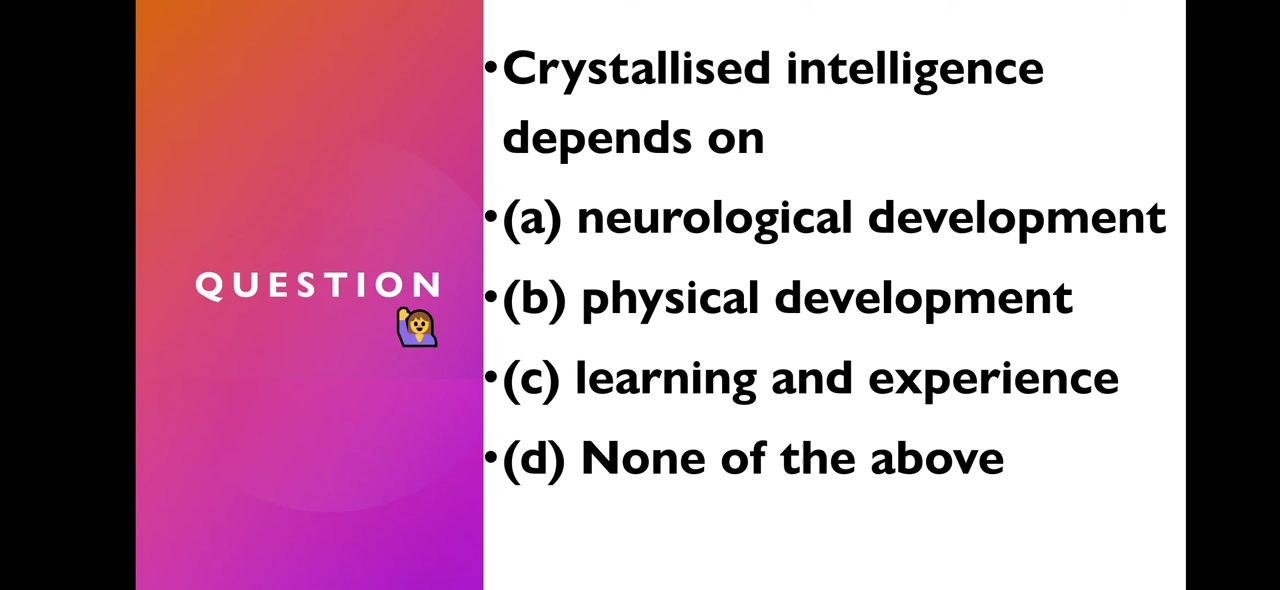 QUESTION
•Crystallised intelligence
depends on
•(a) neurological development
•(b) physical development
•(c) learning and experience
•(d) None of the above